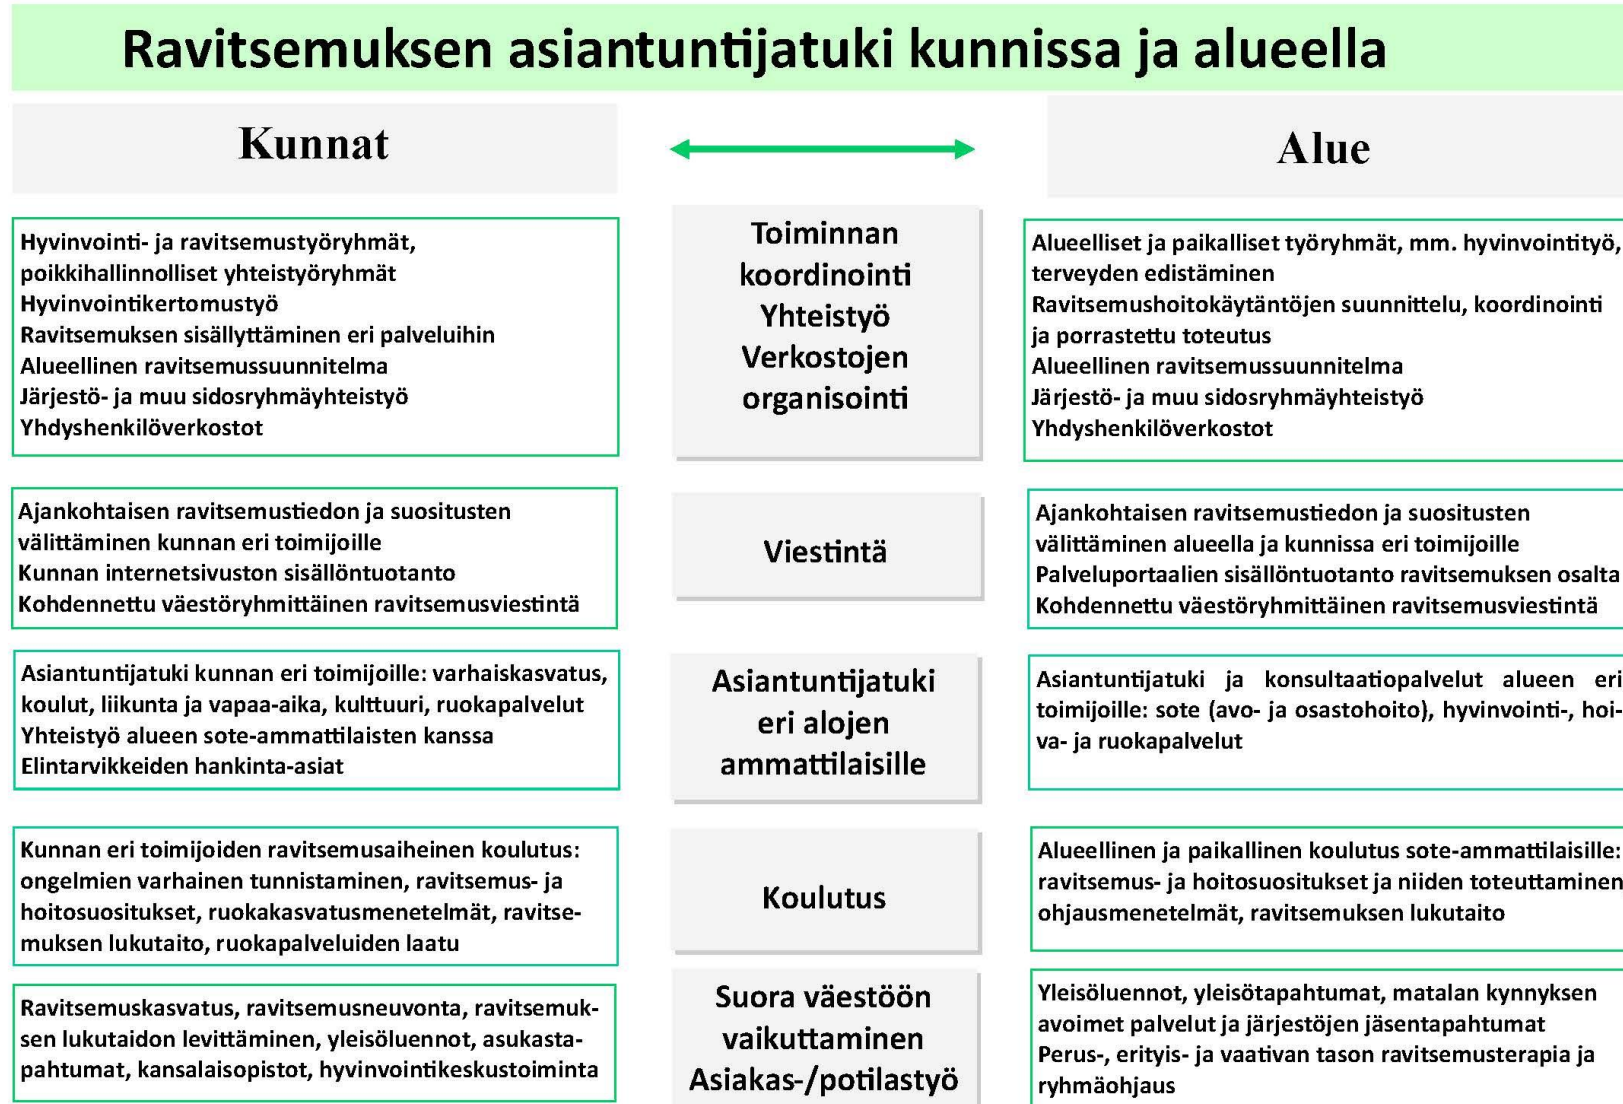 Ravitsemuksen asiantuntijatuki kunnissa ja alueella
Kunnat
Alue
Hyvinvointi- ja ravitsemustyöryhmät,
poikkihallinnolliset yhteistyöryhmät
Hyvinvointikertomustyö
Ravitsemuksen sisällyttäminen eri palveluihin
Alueellinen ravitsemussuunnitelma
Järjestö- ja muu sidosryhmäyhteistyö
Yhdyshenkilöverkostot
Toiminnan
koordinointi
Yhteistyö
Verkostojen
organisointi
Alueelliset ja paikalliset työryhmät, mm. hyvinvointityö,
terveyden edistäminen
Ravitsemushoitokäytäntöjen suunnittelu, koordinointi
ja porrastettu toteutus
Alueellinen ravitsemussuunnitelma
Järjestö- ja muu sidosryhmäyhteistyö
Yhdyshenkilöverkostot
Ajankohtaisen ravitsemustiedon ja suositusten
välittäminen kunnan eri toimijoille
Kunnan internetsivuston sisällöntuotanto
Kohdennettu väestöryhmittäinen ravitsemusviestintä
Viestintä
Ajankohtaisen ravitsemustiedon ja suositusten
välittäminen alueella ja kunnissa eri toimijoille
Palveluportaalien sisällöntuotanto ravitsemuksen osalta
Kohdennettu väestöryhmittäinen ravitsemusviestintä
Asiantuntijatuki kunnan eri toimijoille: varhaiskasvatus,
koulut, liikunta ja vapaa-aika, kulttuuri, ruokapalvelut
Yhteistyö alueen sote-ammattilaisten kanssa
Elintarvikkeiden hankinta-asiat
Asiantuntijatuki
eri alojen
ammattilaisille
Asiantuntijatuki ja konsultaatiopalvelut alueen eri
toimijoille: sote (avo- ja osastohoito), hyvinvointi-, hoi-
va- ja ruokapalvelut
Kunnan eri toimijoiden ravitsemusaiheinen koulutus:
ongelmien varhainen tunnistaminen, ravitsemus- ja
hoitosuositukset, ruokakasvatusmenetelmät, ravitse-
muksen lukutaito, ruokapalveluiden laatu
Koulutus
Alueellinen ja paikallinen koulutus sote-ammattilaisille:
ravitsemus- ja hoitosuositukset ja niiden toteuttaminen
ohjausmenetelmät, ravitsemuksen lukutaito
Ravitsemuskasvatus, ravitsemusneuvonta, ravitsemuk-
sen lukutaidon levittäminen, yleisöluennot, asukasta-
pahtumat, kansalaisopistot, hyvinvointikeskustoiminta
Suora väestöön
vaikuttaminen
Asiakas-/potilastyö
Yleisöluennot, yleisötapahtumat, matalan kynnyksen
avoimet palvelut ja järjestöjen jäsentapahtumat
Perus-, erityis- ja vaativan tason ravitsemusterapia ja
ryhmäohjaus